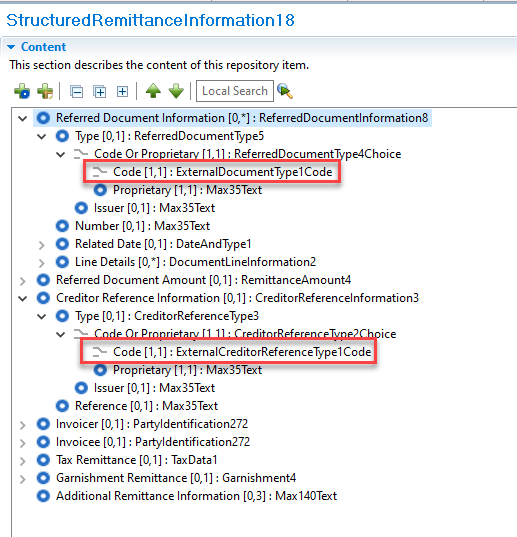 StructuredRemittanceInformation18
Content
This section describes the content of this repository item.
Local Search
Referred Document Information [0,*] : ReferredDocumentInformation8
Type [0,1] : ReferredDocumentType5
Code Or Proprietary [1,1] : ReferredDocumentType4Choice
Code [1,1] : ExternalDocumentType1Code
Proprietary [1,1] : Max35Text
Issuer [0,1] : Max35Text
Number [0,1] : Max35Text
Related Date [0,1] : DateAndType1
Line Details [0,*] : DocumentLineInformation2
Referred Document Amount [0,1] : RemittanceAmount4
Creditor Reference Information [0,1] : CreditorReferenceInformation3
Type [0,1] : CreditorReferenceType3
Code Or Proprietary [1,1] : CreditorReferenceType2Choice
Code [1,1] : ExternalCreditorReferenceType1Code
Proprietary [1,1] : Max35Text
Issuer [0,1] : Max35Text
Reference [0,1] : Max35Text
Invoicer [0,1] : PartyIdentification272
Invoicee [0,1] : PartyIdentification272
Tax Remittance [0,1] : TaxData1
Garnishment Remittance [0,1] : Garnishment4
Additional Remittance Information [0,3] : Max140Text